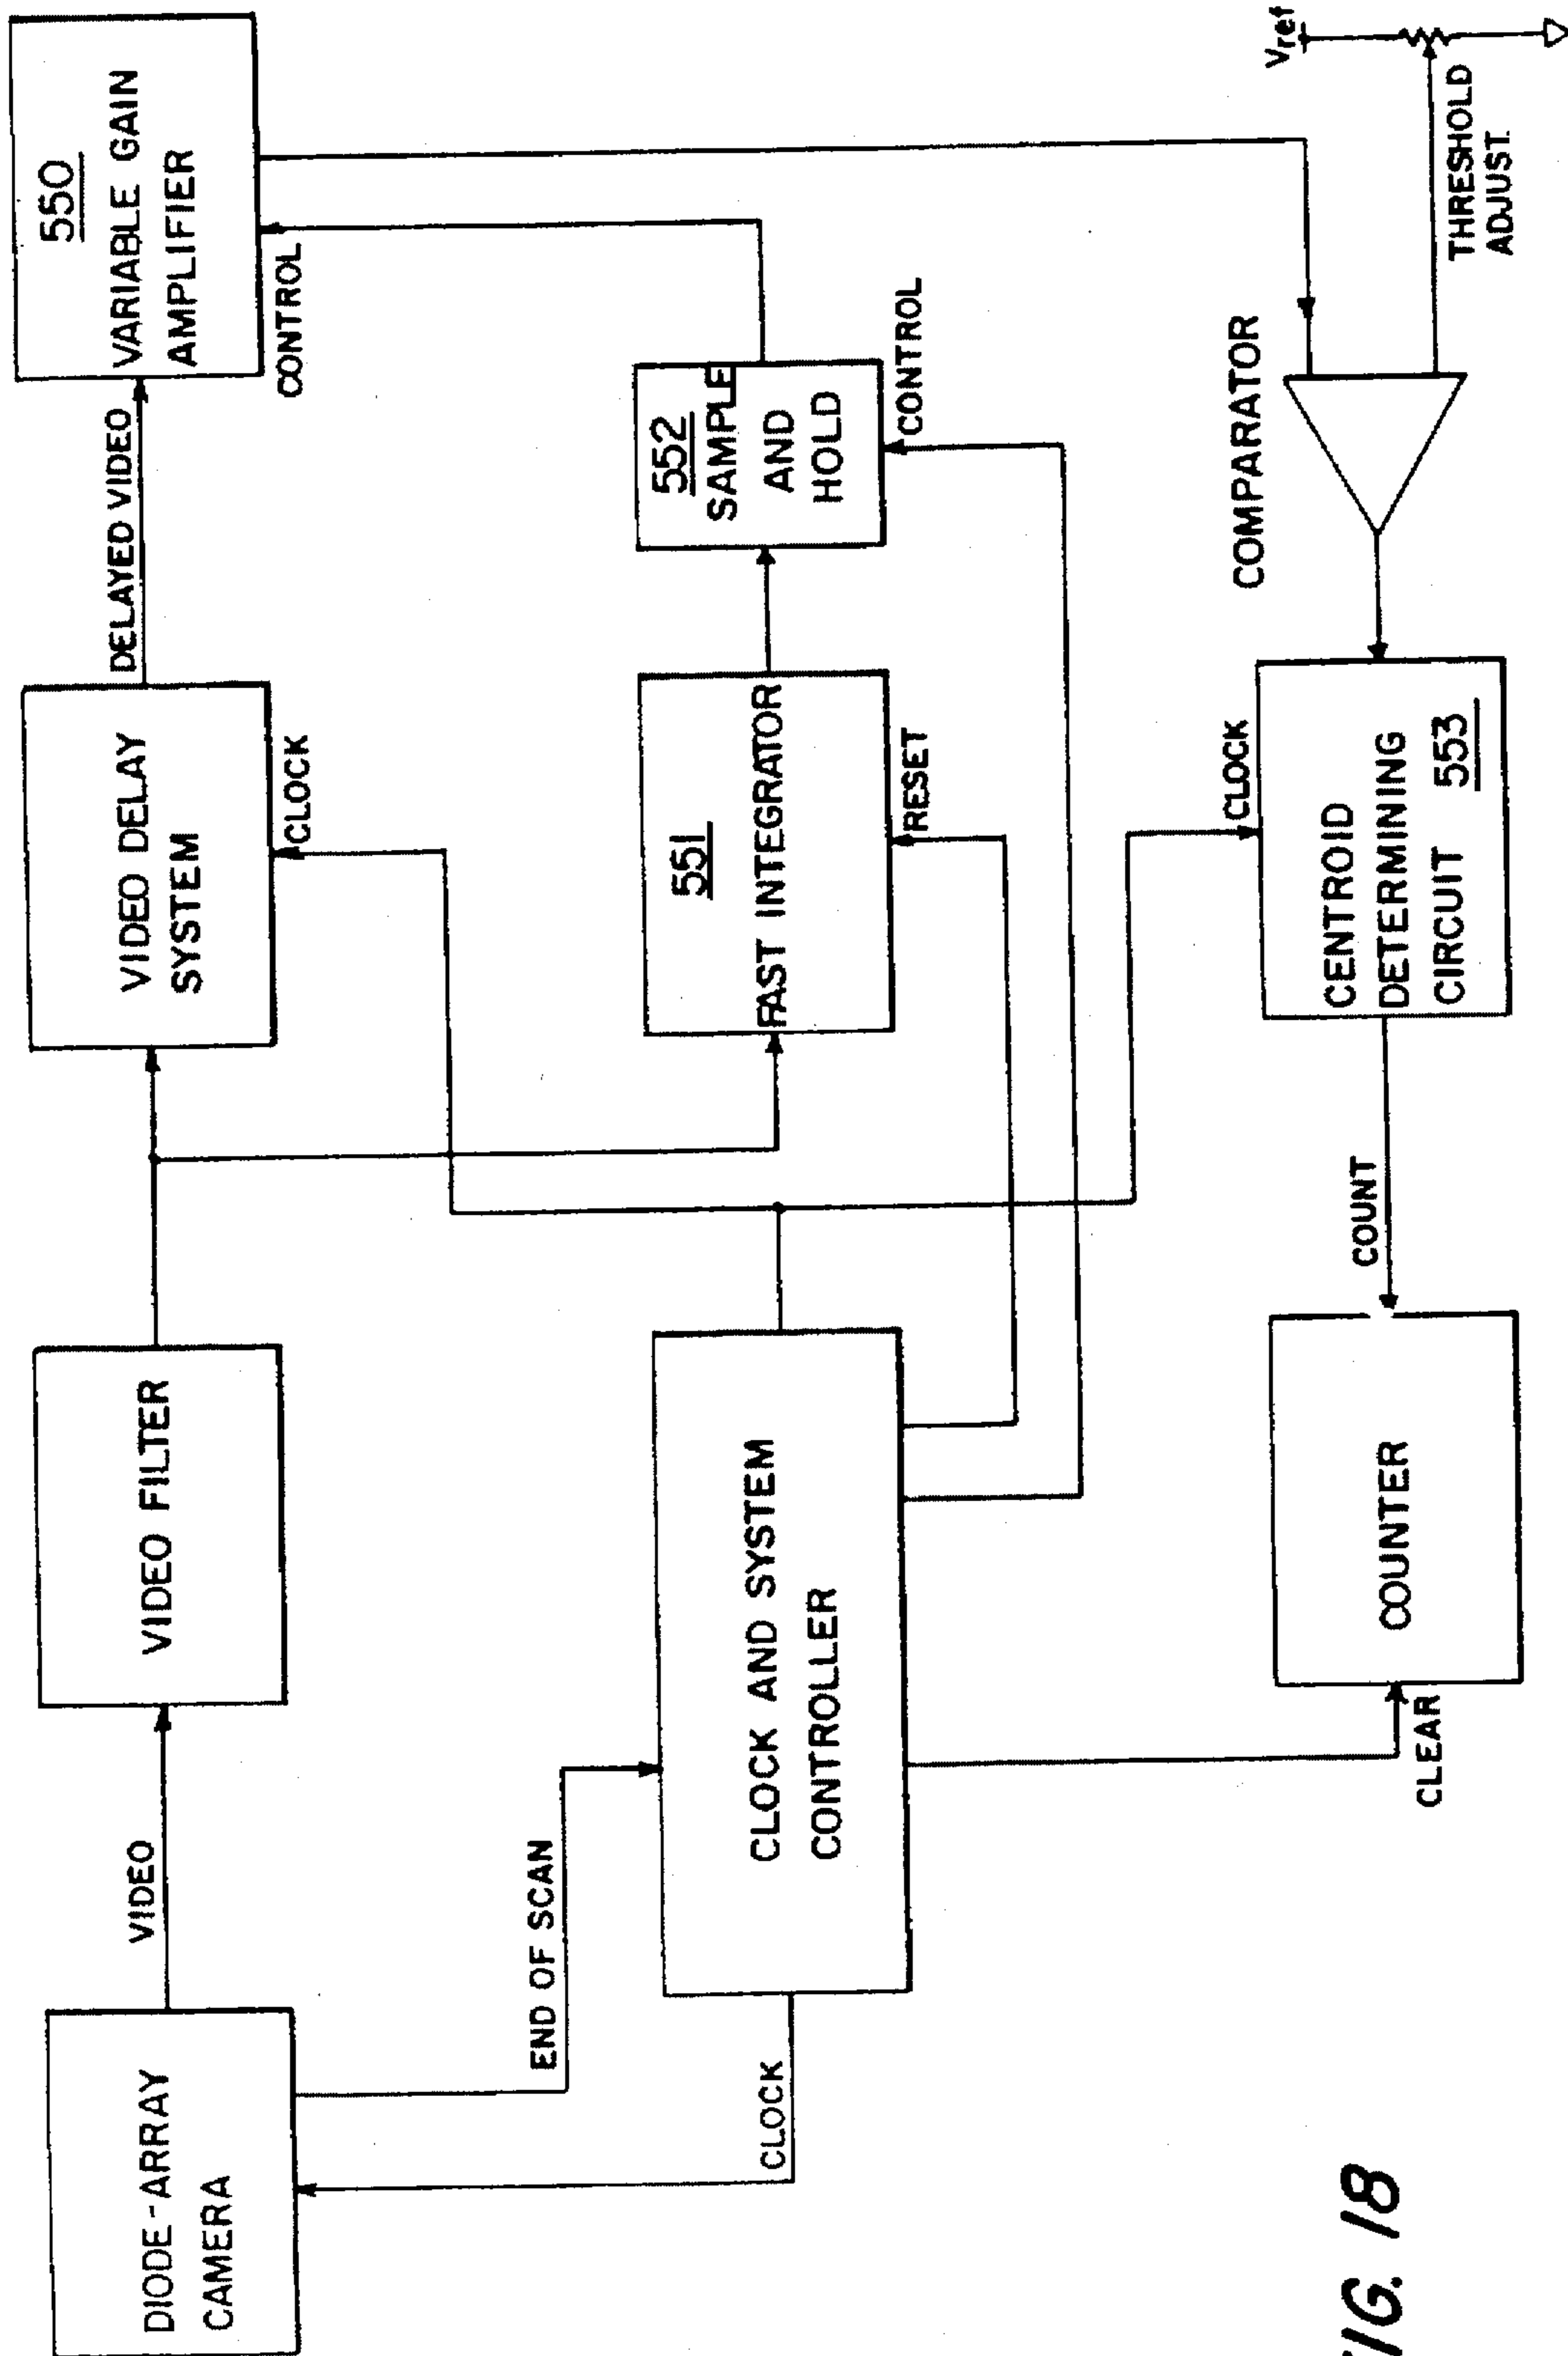 DIODE-ARRAY
CAMERA
VIDEO
VIDEO FILTER
VIDEO DELAY
SYSTEM
CLOCK
DELAYED VIDEO
550
VARIABLE GAIN
AMPLIFIER
CONTROL
END OF SCAN
CLOCK
CLOCK AND SYSTEM
CONTROLLER
551
FAST INTEGRATOR
RESET
552
SAMPLE
AND
HOLD
CONTROL
CLEAR
COUNTER
COUNT
CLOCK
CENTROID
DETERMINING
CIRCUIT 553
COMPARATOR
Vref
THRESHOLD
ADJUST.
FIG. 18